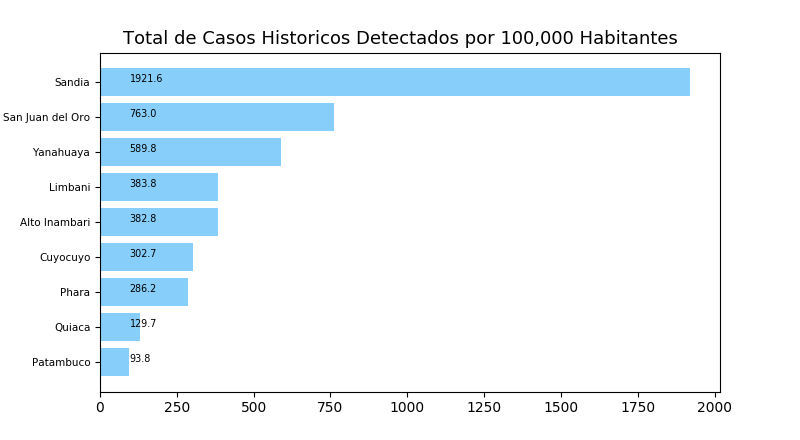 Total de Casos Historicos Detectados por 100,000 Habitantes
Sandia 1921.6
San Juan del Oro 763.0
Yanahuaya 589.8
Limbani 383.8
Alto Inambari 382.8
Cuyocuyo 302.7
Phara 286.2
Quiaca 129.7
Patambuco 93.8
0 250 500 750 1000 1250 1500 1750 2000